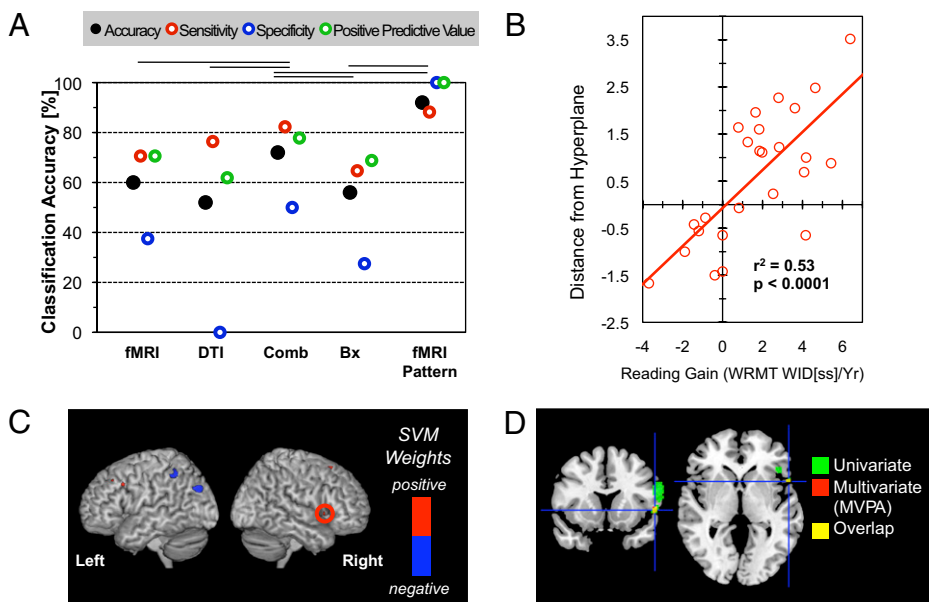 A
Accuracy Sensitivity Specificity Positive Predictive Value
Classification Accuracy [%]
100
80
60
40
20
0
fMRI DTI Comb Bx fMRI Pattern
B
Distance from Hyperplane
3.5
2.5
1.5
0.5
-0.5
-1.5
-2.5
r² = 0.53
p < 0.0001
-4 -2 0 2 4 6
Reading Gain (WRMT WID[ss]/Yr)
C
SVM
Weights
positive
negative
Left
Right
D
Univariate
Multivariate
(MVPA)
Overlap